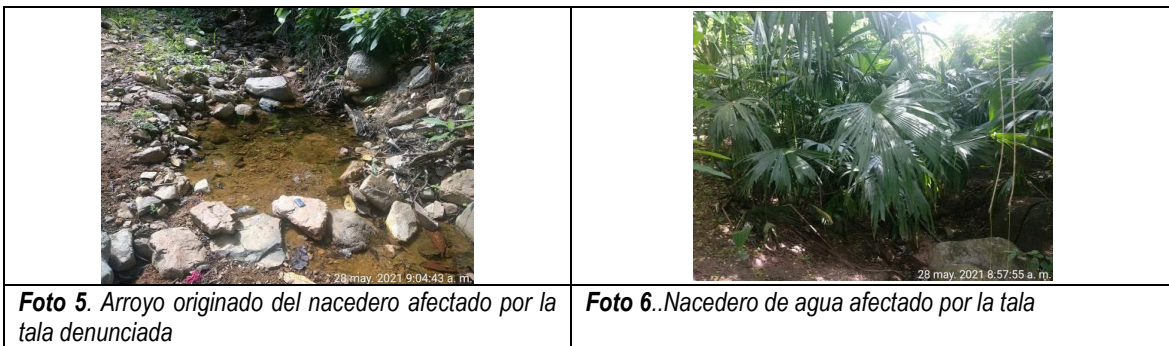 28 may. 2021 9:04:43 a. m.
28 may. 2021 8:57:55 a. m.
Foto 5. Arroyo originado del nacedero afectado por la
tala denunciada
Foto 6..Nacedero de agua afectado por la tala